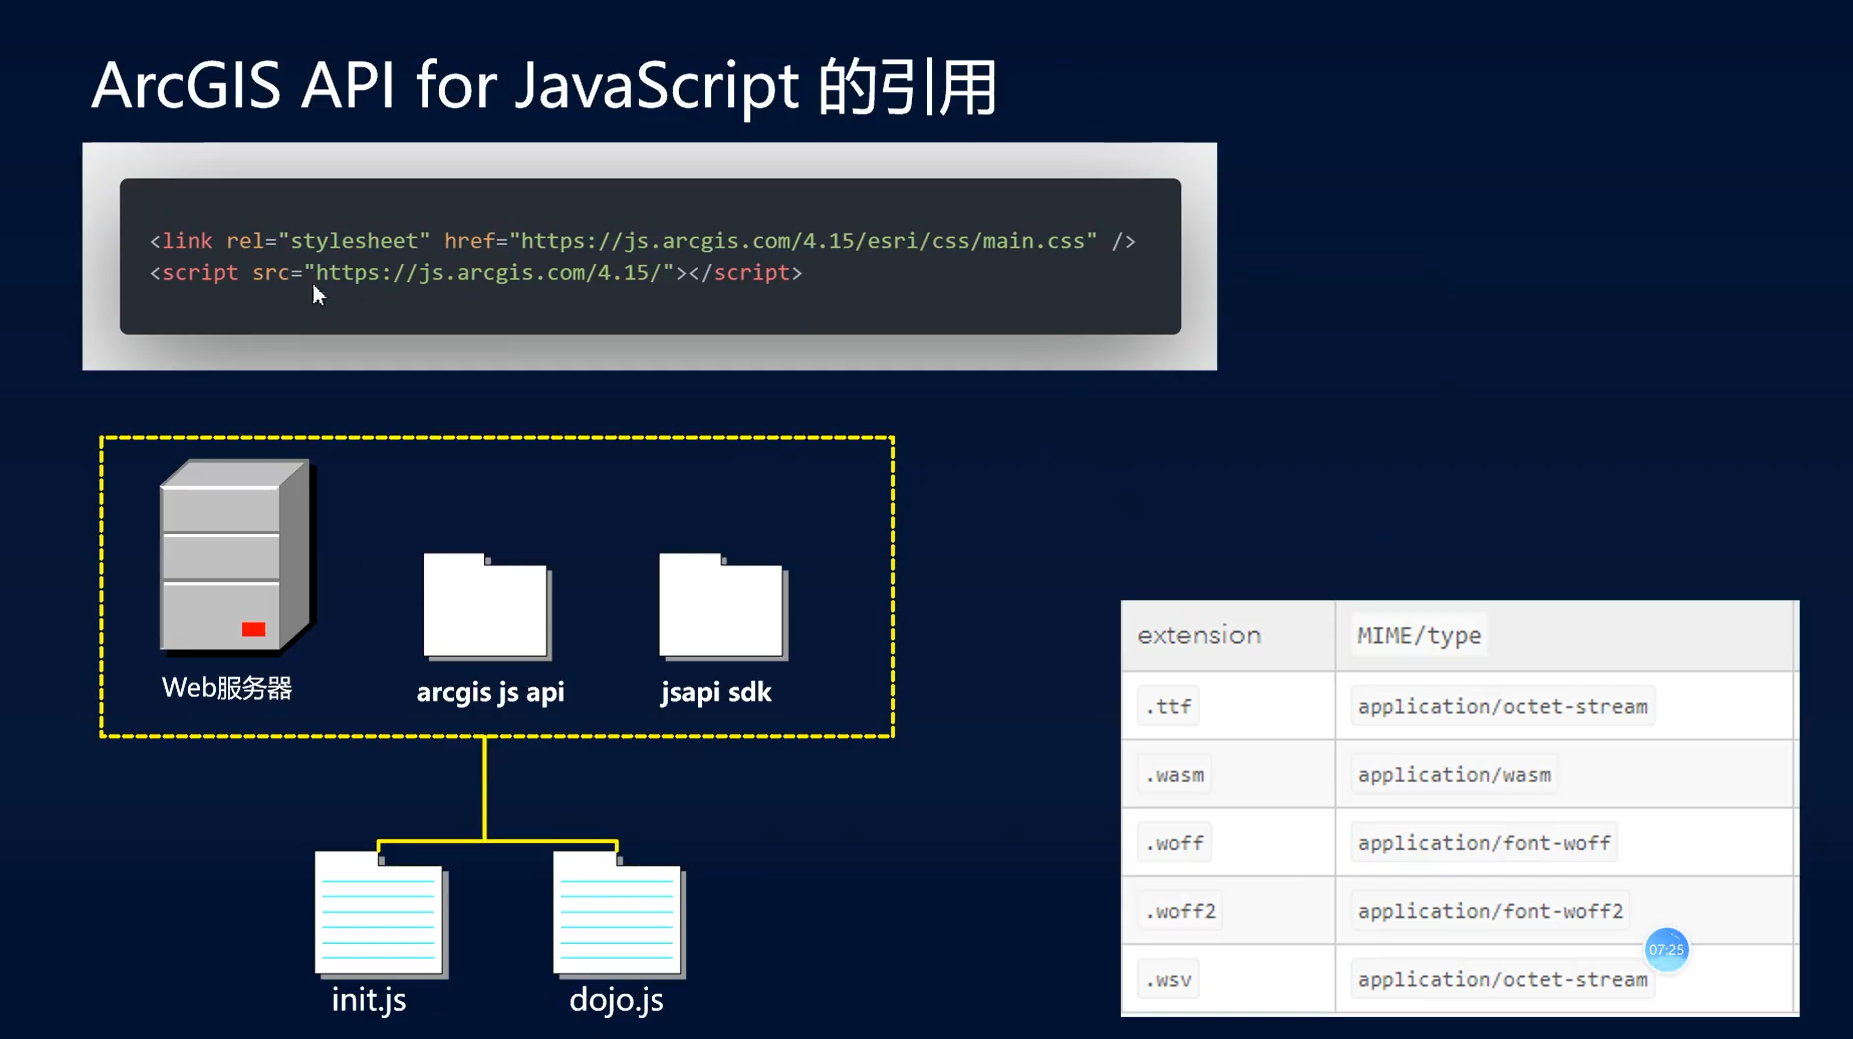 ArcGIS API for JavaScript 的引用
<link rel="stylesheet" href="https://js.arcgis.com/4.15/esri/css/main.css" />
<script src="https://js.arcgis.com/4.15/"></script>
Web服务器
arcgis js api
jsapi sdk
init.js
dojo.js
extension MIME/type
.ttf application/octet-stream
.wasm application/wasm
.woff application/font-woff
.woff2 application/font-woff2
07:25
.wsv application/octet-stream